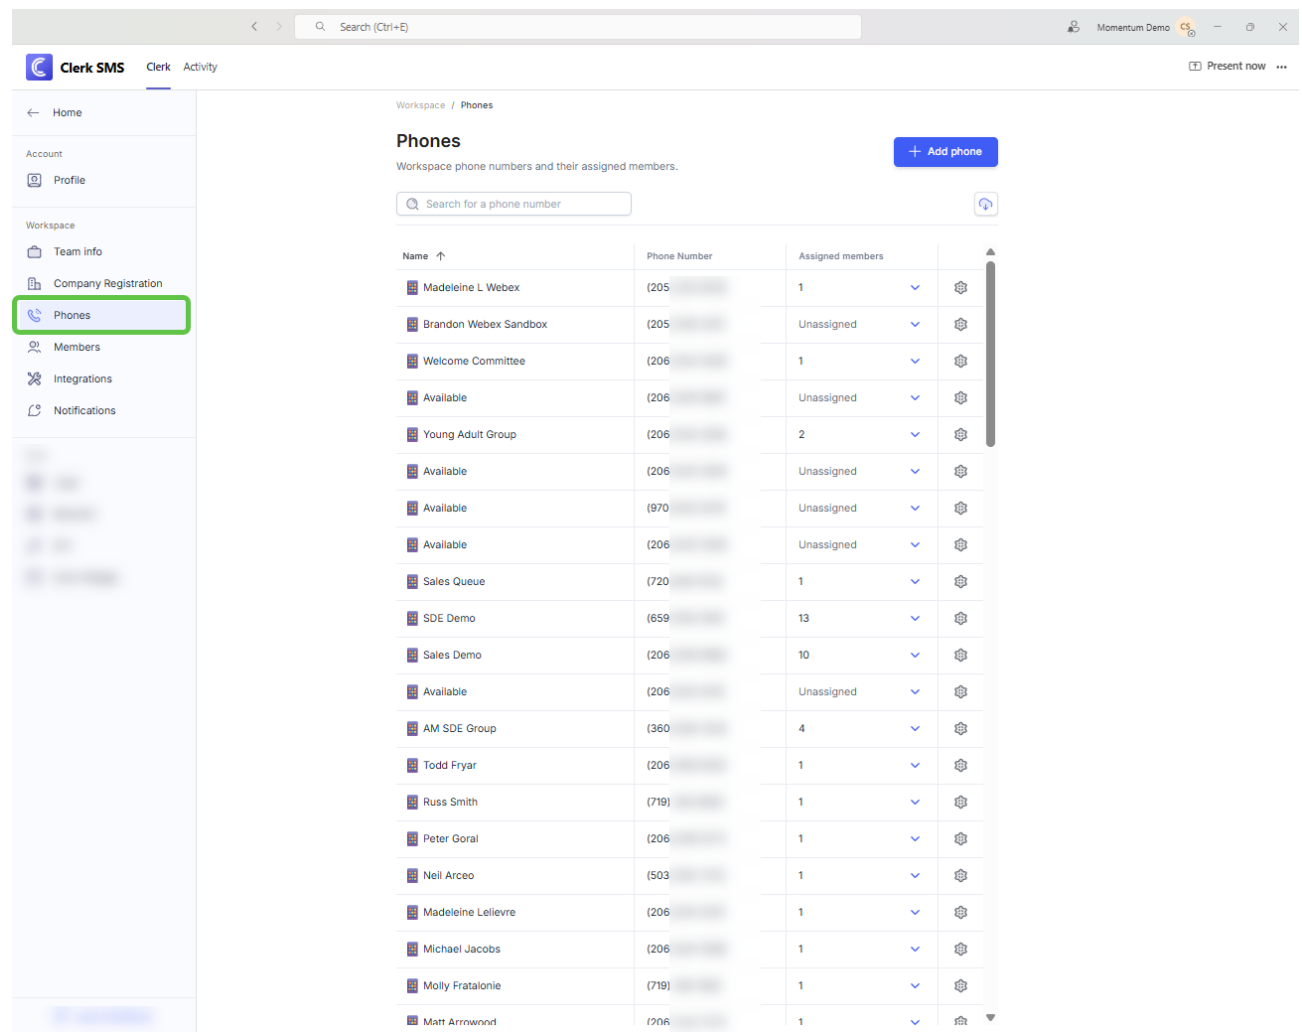 Search (Ctrl+E)
Momentum Demo CS
Clerk SMS Clerk Activity
Present now
Home
Account
Profile
Workspace
Team info
Company Registration
Phones
Members
Integrations
Notifications
Workspace / Phones
Phones
Workspace phone numbers and their assigned members.
Add phone
Search for a phone number
Name Phone Number Assigned members
Madeleine L Webex (205 1
Brandon Webex Sandbox (205 Unassigned
Welcome Committee (206 1
Available (206 Unassigned
Young Adult Group (206 2
Available (206 Unassigned
Available (970 Unassigned
Available (206 Unassigned
Sales Queue (720 1
SDE Demo (659 13
Sales Demo (206 10
Available (206 Unassigned
AM SDE Group (360 4
Todd Fryar (206 1
Russ Smith (719) 1
Peter Goral (206 1
Neil Arceo (503 1
Madeleine Lelievre (206 1
Michael Jacobs (206 1
Molly Fratalonie (719) 1
Matt Arrowood (206 1